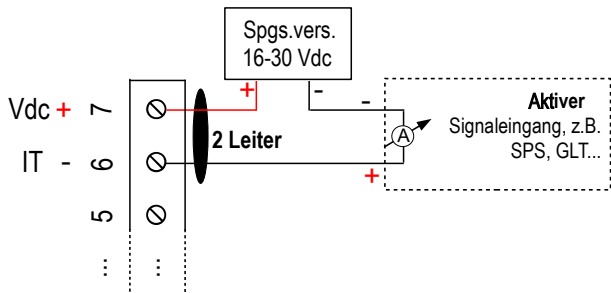 Spgs.vers.
16-30 Vdc
+
-
-
Vdc + 7
2 Leiter
Aktiver
Signaleingang, z.B.
SPS, GLT...
A
IT - 6
+
5
... ...